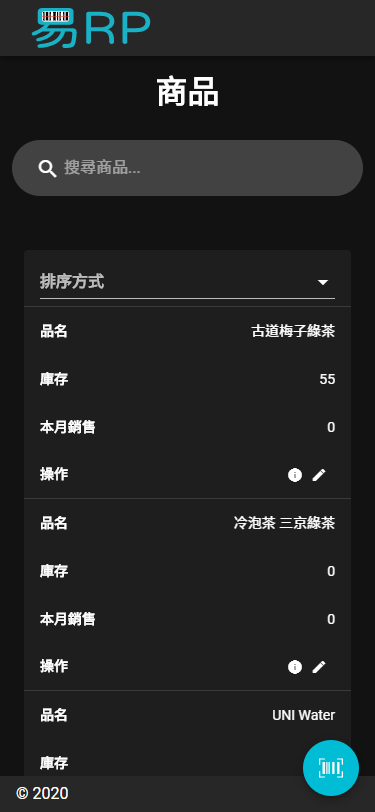 易RP
商品
搜尋商品...
排序方式
品名 古道梅子綠茶
庫存 55
本月銷售 0
操作
品名 冷泡茶 三京綠茶
庫存 0
本月銷售 0
操作
品名 UNI Water
庫存
© 2020